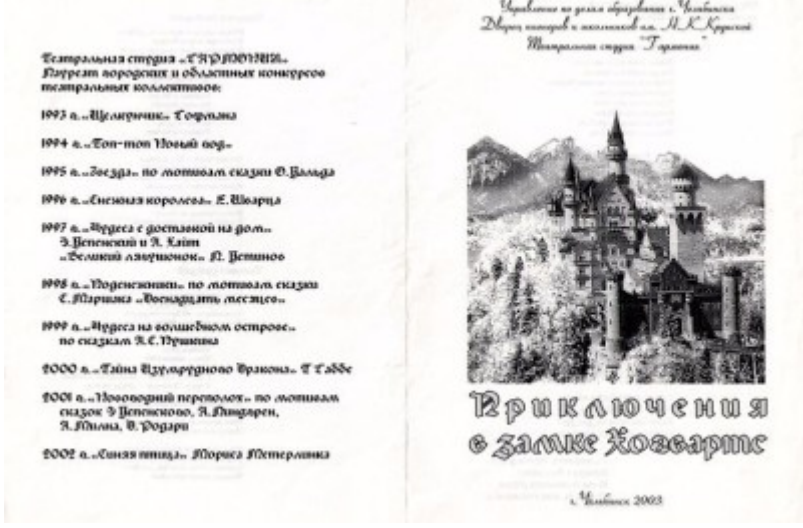 Театральная студия „ГАРМОНИЯ“
Лауреат городских и областных конкурсов
театральных коллективов:
1993 г. „Щелкунчик“ Гофмана
1994 г. „Топ-топ Новый год“
1995 г. „Звезда“ по мотивам сказки О.Уальда
1996 г. „Снежная королева“ Е.Шварца
1997 г. „Чудеса с доставкой на дом“
Э.Успенский и А.
„Великий лягушонок“ Л. Устинов
1998 г. „Подснежники“ по мотивам сказки
С.Маршака „Двенадцать месяцев“
1999 г. „Чудеса на волшебном острове“
по сказкам А.С.Пушкина
2000 г. „Тайна Изумрудного Дракона“ Т Габбе
2001 г. „Новогодний переполох“ по мотивам
сказок Э Успенского, А.Линдгрен,
А.Милна, Д.Родари
2002 г. „Синяя птица“ Мориса Метерлинка
Управление по делам образования г. Челябинска
Дворец пионеров и школьников им. Н.К.Крупской
Театральная студия "Гармония"
Приключения
в замке Хогвартс
г. Челябинск 2003